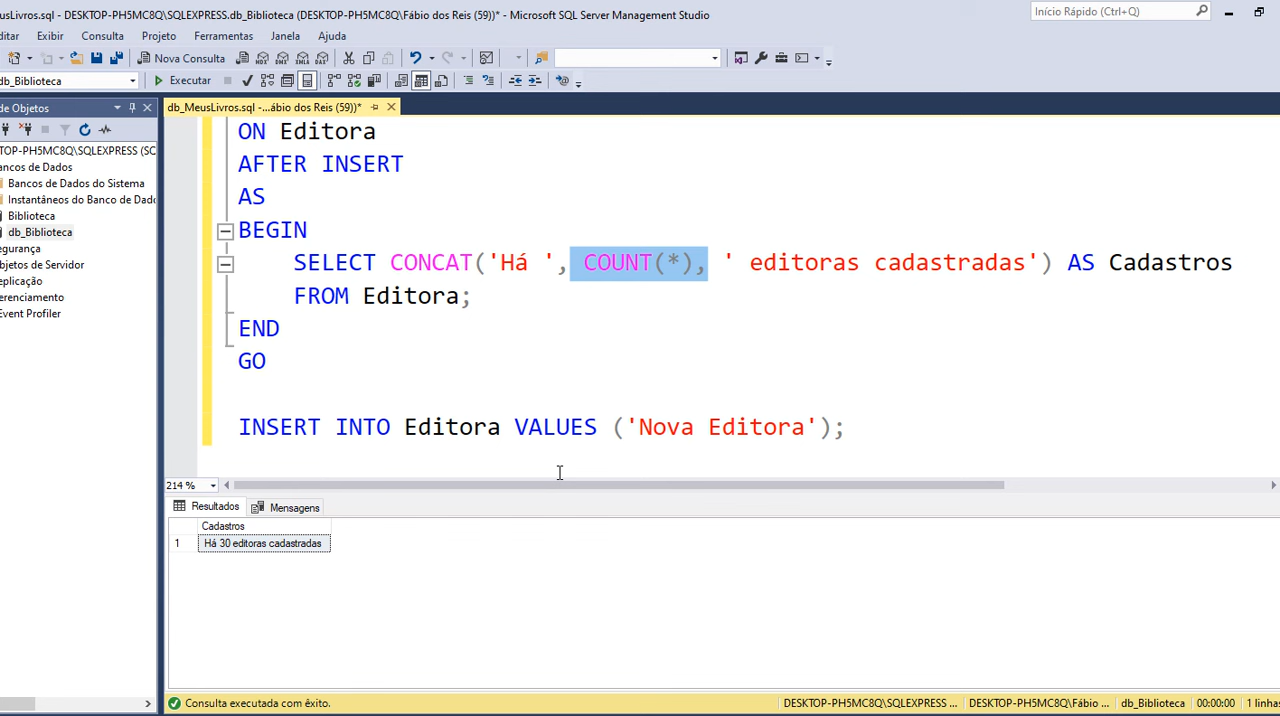 eusLivros.sql - DESKTOP-PH5MC8Q\SQLEXPRESS.db_Biblioteca (DESKTOP-PH5MC8Q\Fábio dos Reis (59))* - Microsoft SQL Server Management Studio
Início Rápido (Ctrl+Q)
ditar Exibir Consulta Projeto Ferramentas Janela Ajuda
Nova Consulta
db_Biblioteca Executar
de Objetos
db_MeusLivros.sql -...ábio dos Reis (59))*
TOP-PH5MC8Q\SQLEXPRESS (SC
ancos de Dados
Bancos de Dados do Sistema
Instantâneos do Banco de Dado
Biblioteca
db_Biblioteca
egurança
bjetos de Servidor
eplicação
erenciamento
Event Profiler
ON Editora
AFTER INSERT
AS
BEGIN
SELECT CONCAT('Há ', COUNT(*), ' editoras cadastradas') AS Cadastros
FROM Editora;
END
GO
INSERT INTO Editora VALUES ('Nova Editora');
214 %
Resultados Mensagens
Cadastros
1 Há 30 editoras cadastradas
Consulta executada com êxito.
DESKTOP-PH5MC8Q\SQLEXPRESS ... DESKTOP-PH5MC8Q\Fábio ... db_Biblioteca 00:00:00 1 linhas